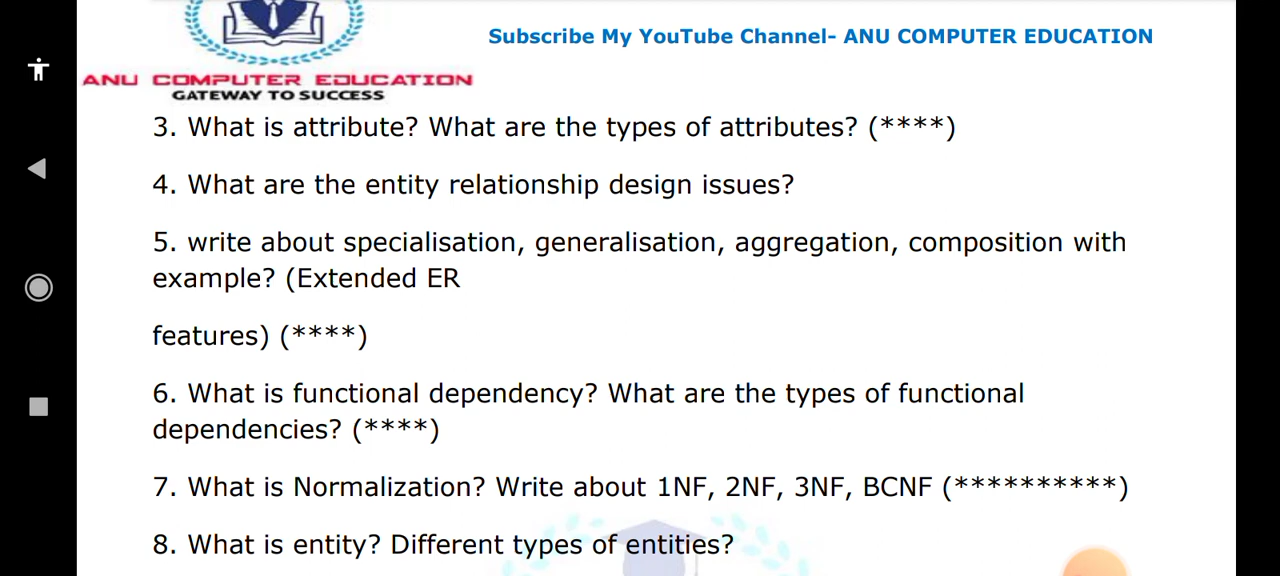 Subscribe My YouTube Channel- ANU COMPUTER EDUCATION
ANU COMPUTER EDUCATION
GATEWAY TO SUCCESS
3. What is attribute? What are the types of attributes? (****)
4. What are the entity relationship design issues?
5. write about specialisation, generalisation, aggregation, composition with
example? (Extended ER
features) (****)
6. What is functional dependency? What are the types of functional
dependencies? (****)
7. What is Normalization? Write about 1NF, 2NF, 3NF, BCNF (**********)
8. What is entity? Different types of entities?